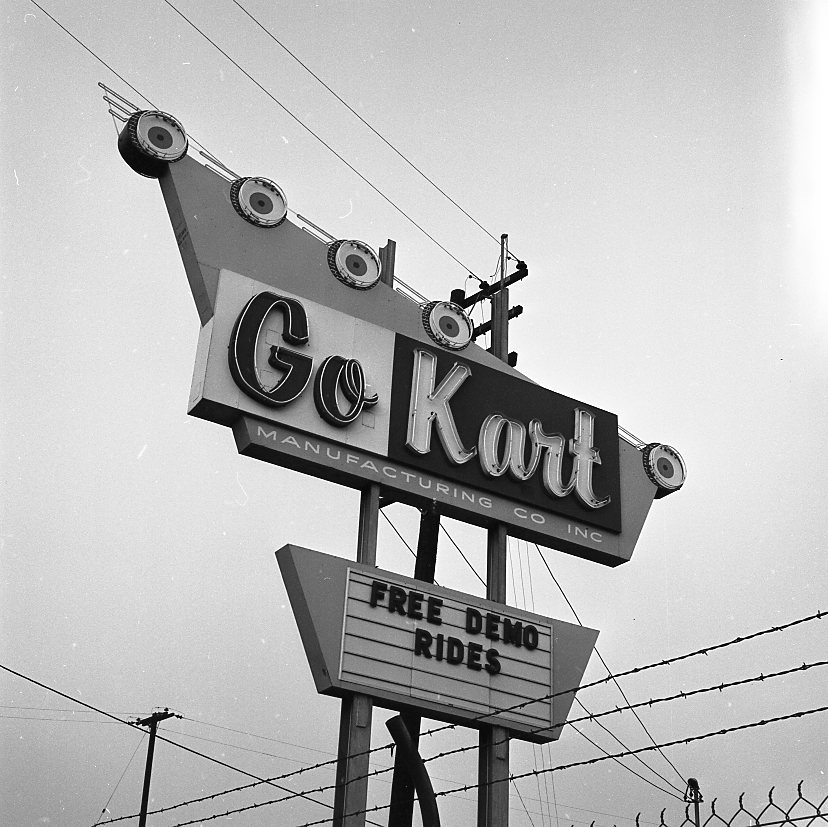 Go Kart
MANUFACTURING CO INC
FREE DEMO
RIDES